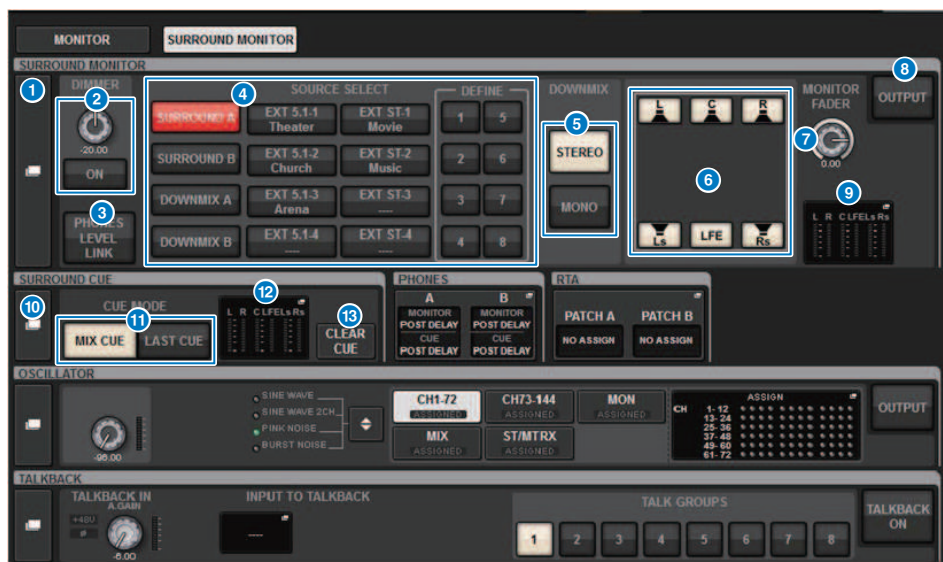 MONITOR SURROUND MONITOR
SURROUND MONITOR
1 2 DIMMER 4 SOURCE SELECT DEFINE DOWNMIX MONITOR FADER 8 OUTPUT
SURROUND A EXT 5.1-1 Theater EXT ST-1 Movie 1 5
-20.00
ON
SURROUND B EXT 5.1-2 Church EXT ST-2 Music 2 6
DOWNMIX A EXT 5.1-3 Arena EXT ST-3 ---- 3 7
DOWNMIX B EXT 5.1-4 ---- EXT ST-4 ---- 4 8
3
PHONES LEVEL LINK
5
STEREO
MONO
L C R
6
Ls LFE Rs
7
0.00
9
L R C LFE Ls Rs
SURROUND CUE
10 CUE MODE
11
MIX CUE LAST CUE
12
L R C LFE Ls Rs
13
CLEAR CUE
PHONES
A B
MONITOR MONITOR
POST DELAY POST DELAY
CUE CUE
POST DELAY POST DELAY
RTA
PATCH A PATCH B
NO ASSIGN NO ASSIGN
OSCILLATOR
-96.00
SINE WAVE
SINE WAVE 2CH
PINK NOISE
BURST NOISE
CH1-72 CH73-144 MON
ASSIGNED ASSIGNED ASSIGNED
MIX ST/MTRX
ASSIGNED ASSIGNED
ASSIGN
CH 1-12
13-24
25-36
37-48
49-60
61-72
OUTPUT
TALKBACK
TALKBACK IN
A.GAIN
+48V
ø
-6.00
INPUT TO TALKBACK
----
TALK GROUPS
1 2 3 4 5 6 7 8
TALKBACK ON